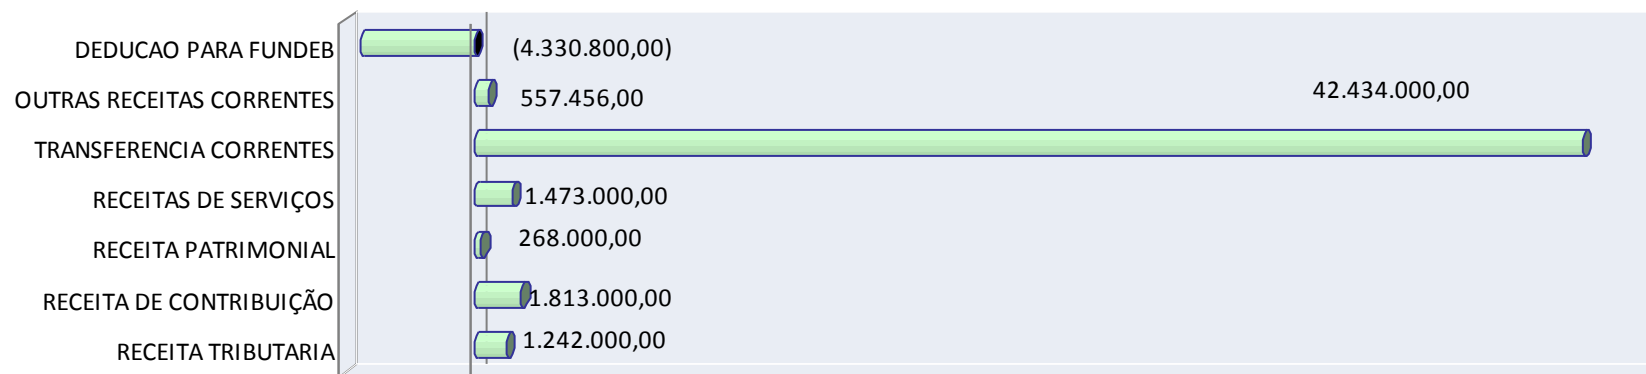 DEDUCAO PARA FUNDEB (4.330.800,00)
OUTRAS RECEITAS CORRENTES 557.456,00 42.434.000,00
TRANSFERENCIA CORRENTES
RECEITAS DE SERVIÇOS 1.473.000,00
RECEITA PATRIMONIAL 268.000,00
RECEITA DE CONTRIBUIÇÃO 1.813.000,00
RECEITA TRIBUTARIA 1.242.000,00